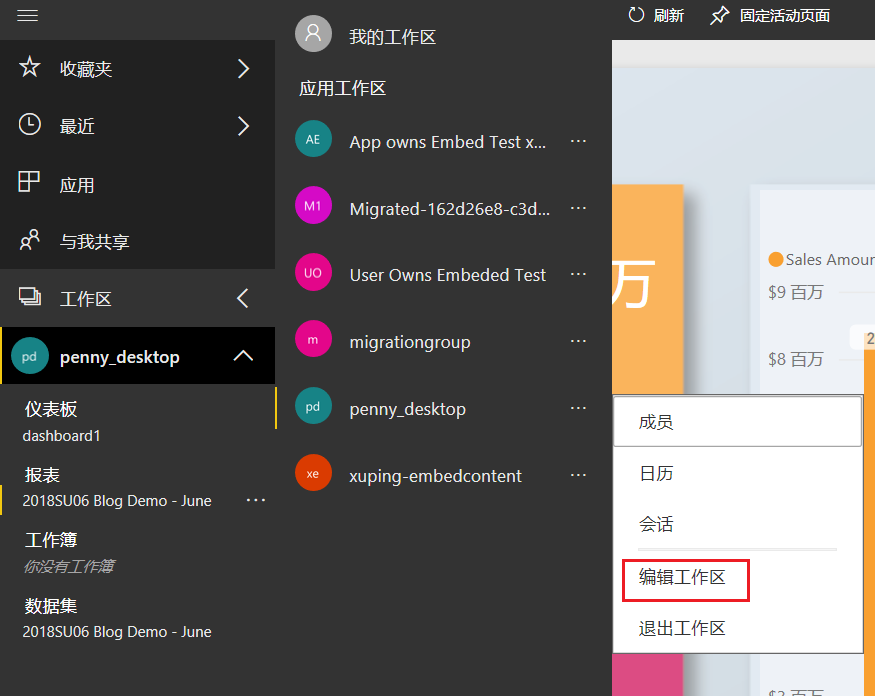 收藏夹
最近
应用
与我共享
工作区
pd
penny_desktop
仪表板
dashboard1
报表
2018SU06 Blog Demo - June
工作簿
你没有工作簿
数据集
2018SU06 Blog Demo - June
我的工作区
应用工作区
AE
App owns Embed Test x...
M1
Migrated-162d26e8-c3d...
UO
User Owns Embeded Test
m
migrationgroup
pd
penny_desktop
xe
xuping-embedcontent
刷新
固定活动页面
万
Sales Amour
$9 百万
2
$8 百万
成员
日历
会话
编辑工作区
退出工作区